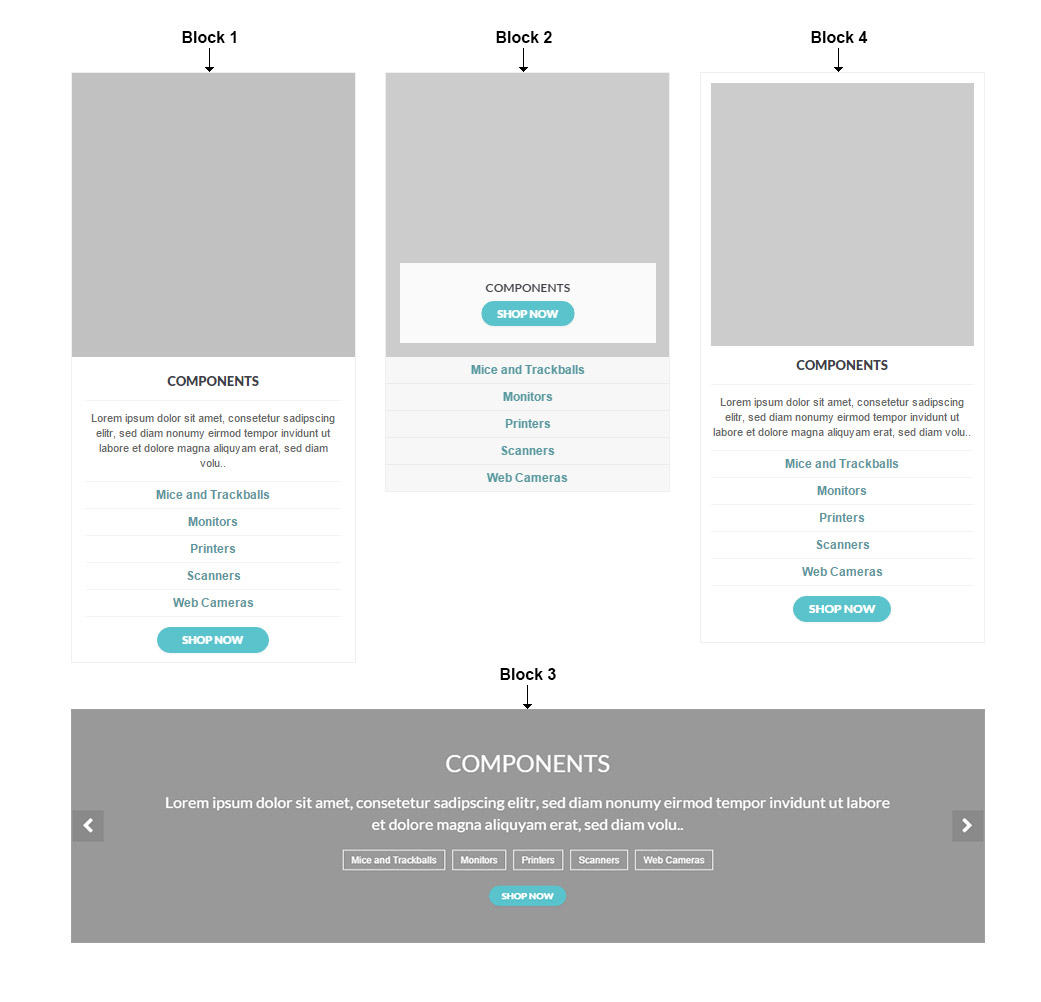 Block 1
COMPONENTS
Lorem ipsum dolor sit amet, consetetur sadipscing
elitr, sed diam nonumy eirmod tempor invidunt ut
labore et dolore magna aliquyam erat, sed diam
volu..
Mice and Trackballs
Monitors
Printers
Scanners
Web Cameras
SHOP NOW
Block 2
COMPONENTS
SHOP NOW
Mice and Trackballs
Monitors
Printers
Scanners
Web Cameras
Block 4
COMPONENTS
Lorem ipsum dolor sit amet, consetetur sadipscing
elitr, sed diam nonumy eirmod tempor invidunt ut
labore et dolore magna aliquyam erat, sed diam volu..
Mice and Trackballs
Monitors
Printers
Scanners
Web Cameras
SHOP NOW
Block 3
COMPONENTS
Lorem ipsum dolor sit amet, consetetur sadipscing elitr, sed diam nonumy eirmod tempor invidunt ut labore
et dolore magna aliquyam erat, sed diam volu..
Mice and Trackballs Monitors Printers Scanners Web Cameras
SHOP NOW